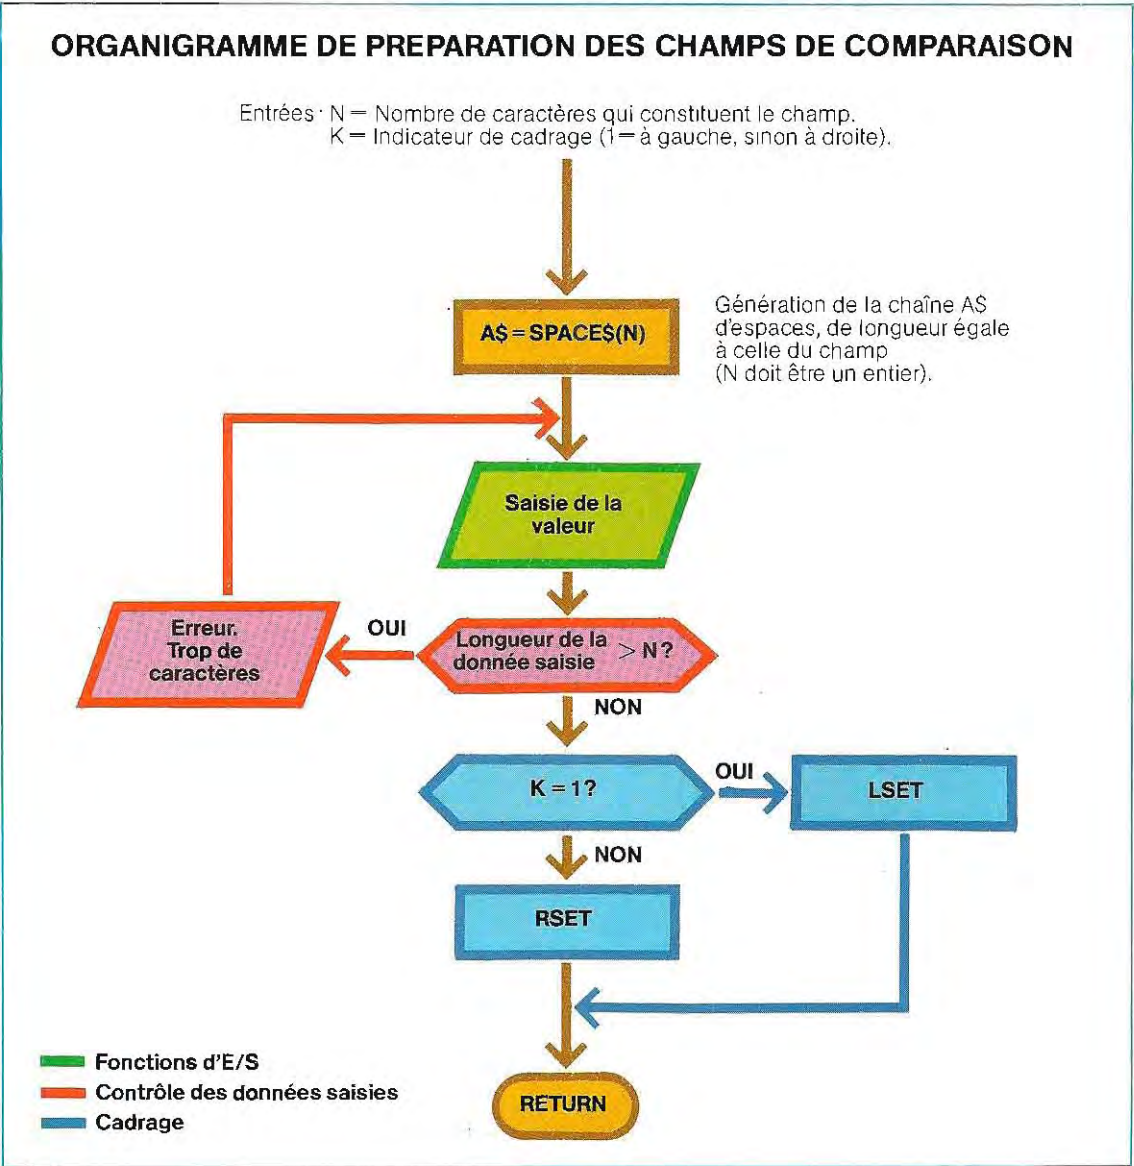 ORGANIGRAMME DE PREPARATION DES CHAMPS DE COMPARAISON
Entrées · N = Nombre de caractères qui constituent le champ.
K = Indicateur de cadrage (1 = à gauche, sinon à droite).
A$ = SPACE$(N)
Génération de la chaîne A$
d'espaces, de longueur égale
à celle du champ
(N doit être un entier).
Saisie de la
valeur
Erreur.
Trop de
caractères
OUI
Longueur de la
donnée saisie > N?
NON
K = 1?
OUI
LSET
NON
RSET
RETURN
Fonctions d'E/S
Contrôle des données saisies
Cadrage